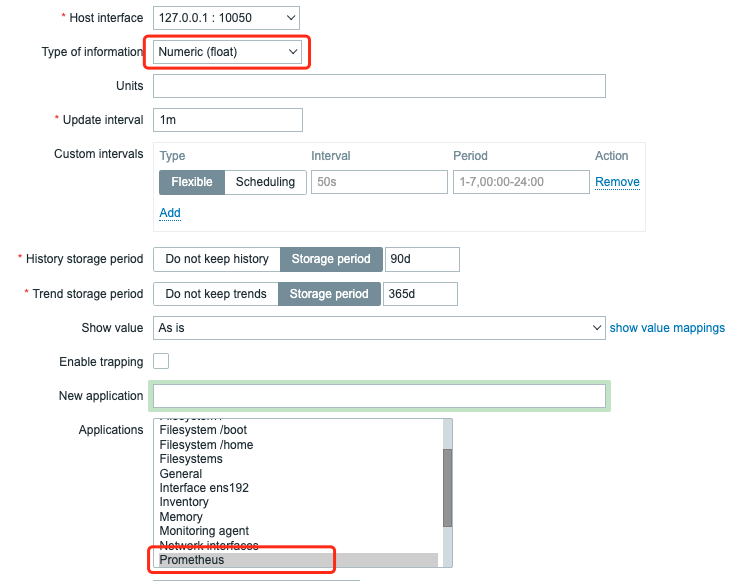 * Host interface 127.0.0.1 : 10050
Type of information Numeric (float)
Units
* Update interval 1m
Custom intervals Type Interval Period Action
Flexible Scheduling 50s 1-7,00:00-24:00 Remove
Add
* History storage period Do not keep history Storage period 90d
* Trend storage period Do not keep trends Storage period 365d
Show value As is show value mappings
Enable trapping
New application
Applications
Filesystem /boot
Filesystem /home
Filesystems
General
Interface ens192
Inventory
Memory
Monitoring agent
Network interfaces
Prometheus